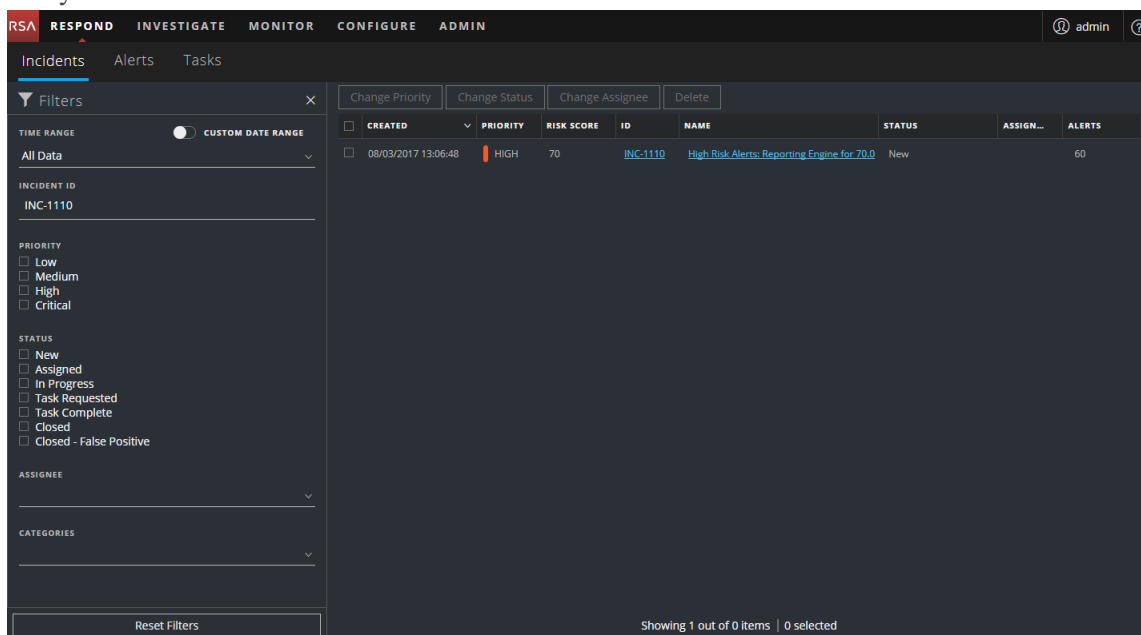 RSA RESPOND INVESTIGATE MONITOR CONFIGURE ADMIN admin
Incidents Alerts Tasks
Filters
TIME RANGE CUSTOM DATE RANGE
All Data
INCIDENT ID
INC-1110
PRIORITY
Low
Medium
High
Critical
STATUS
New
Assigned
In Progress
Task Requested
Task Complete
Closed
Closed - False Positive
ASSIGNEE
CATEGORIES
Reset Filters
Change Priority Change Status Change Assignee Delete
CREATED PRIORITY RISK SCORE ID NAME STATUS ASSIGN... ALERTS
08/03/2017 13:06:48 HIGH 70 INC-1110 High Risk Alerts: Reporting Engine for 70.0 New 60
Showing 1 out of 0 items | 0 selected